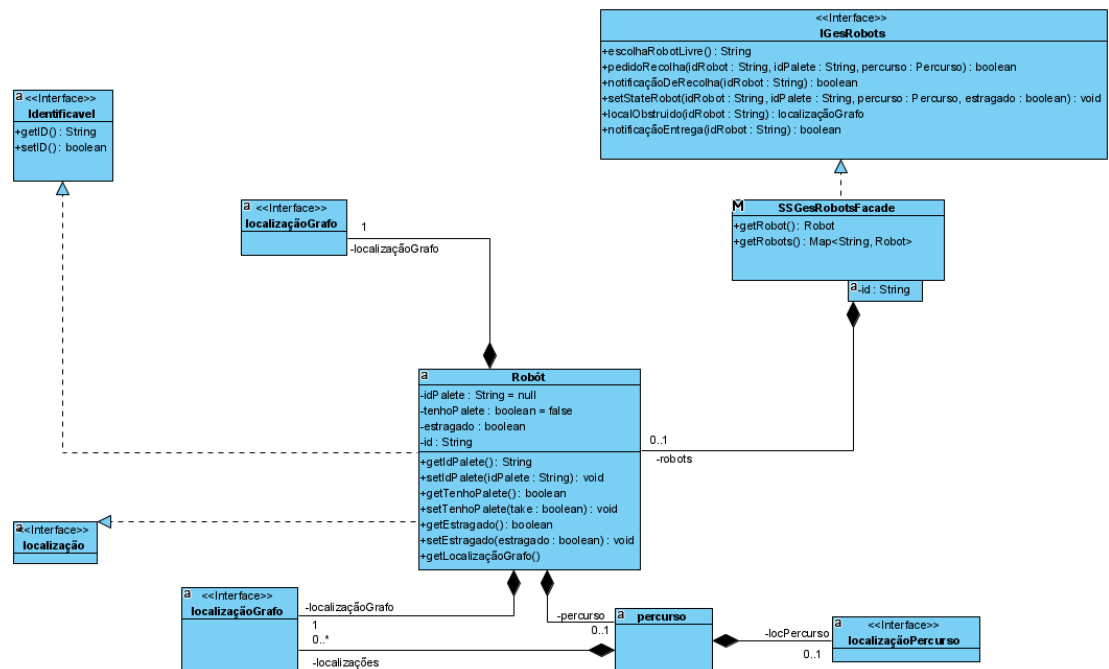 <<Interface>>
IGesRobots
+escolhaRobotLivre() : String
+pedidoRecolha(idRobot : String, idPalete : String, percurso : Percurso) : boolean
+notificaçãoDeRecolha(idRobot : String) : boolean
+setStateRobot(idRobot : String, idPalete : String, percurso : Percurso, estragado : boolean) : void
+localObstruido(idRobot : String) : localizaçãoGrafo
+notificaçãoEntrega(idRobot : String) : boolean
a <<Interface>>
Identificavel
+getID() : String
+setID() : boolean
a <<Interface>>
localizaçãoGrafo
1
-localizaçãoGrafo
M SSGesRobotsFacade
+getRobot() : Robot
+getRobots() : Map<String, Robot>
a -id : String
a Robót
-idPalete : String = null
-tenhoPalete : boolean = false
-estragado : boolean
-id : String
+getIdPalete() : String
+setIdPalete(idPalete : String) : void
+getTenhoPalete() : boolean
+setTenhoPalete(take : boolean) : void
+getEstragado() : boolean
+setEstragado(estragado : boolean) : void
+getLocalizaçãoGrafo()
0..1
-robots
a <<Interface>>
localização
a <<Interface>>
localizaçãoGrafo
-localizaçãoGrafo
1
0..*
-localizações
-percurso
0..1
a percurso
-locPercurso
0..1
a <<Interface>>
localizaçãoPercurso